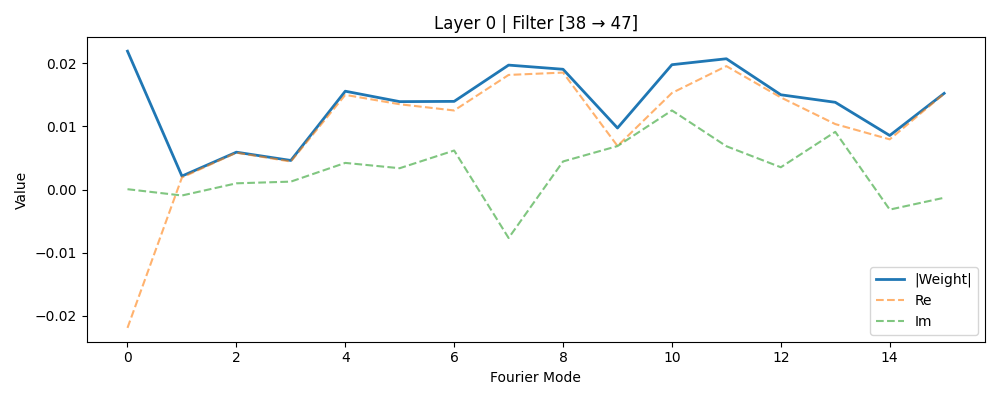 Layer 0 | Filter [38 → 47]
Value
0.02
0.01
0.00
−0.01
−0.02
0
2
4
6
8
10
12
14
Fourier Mode
|Weight|
Re
Im